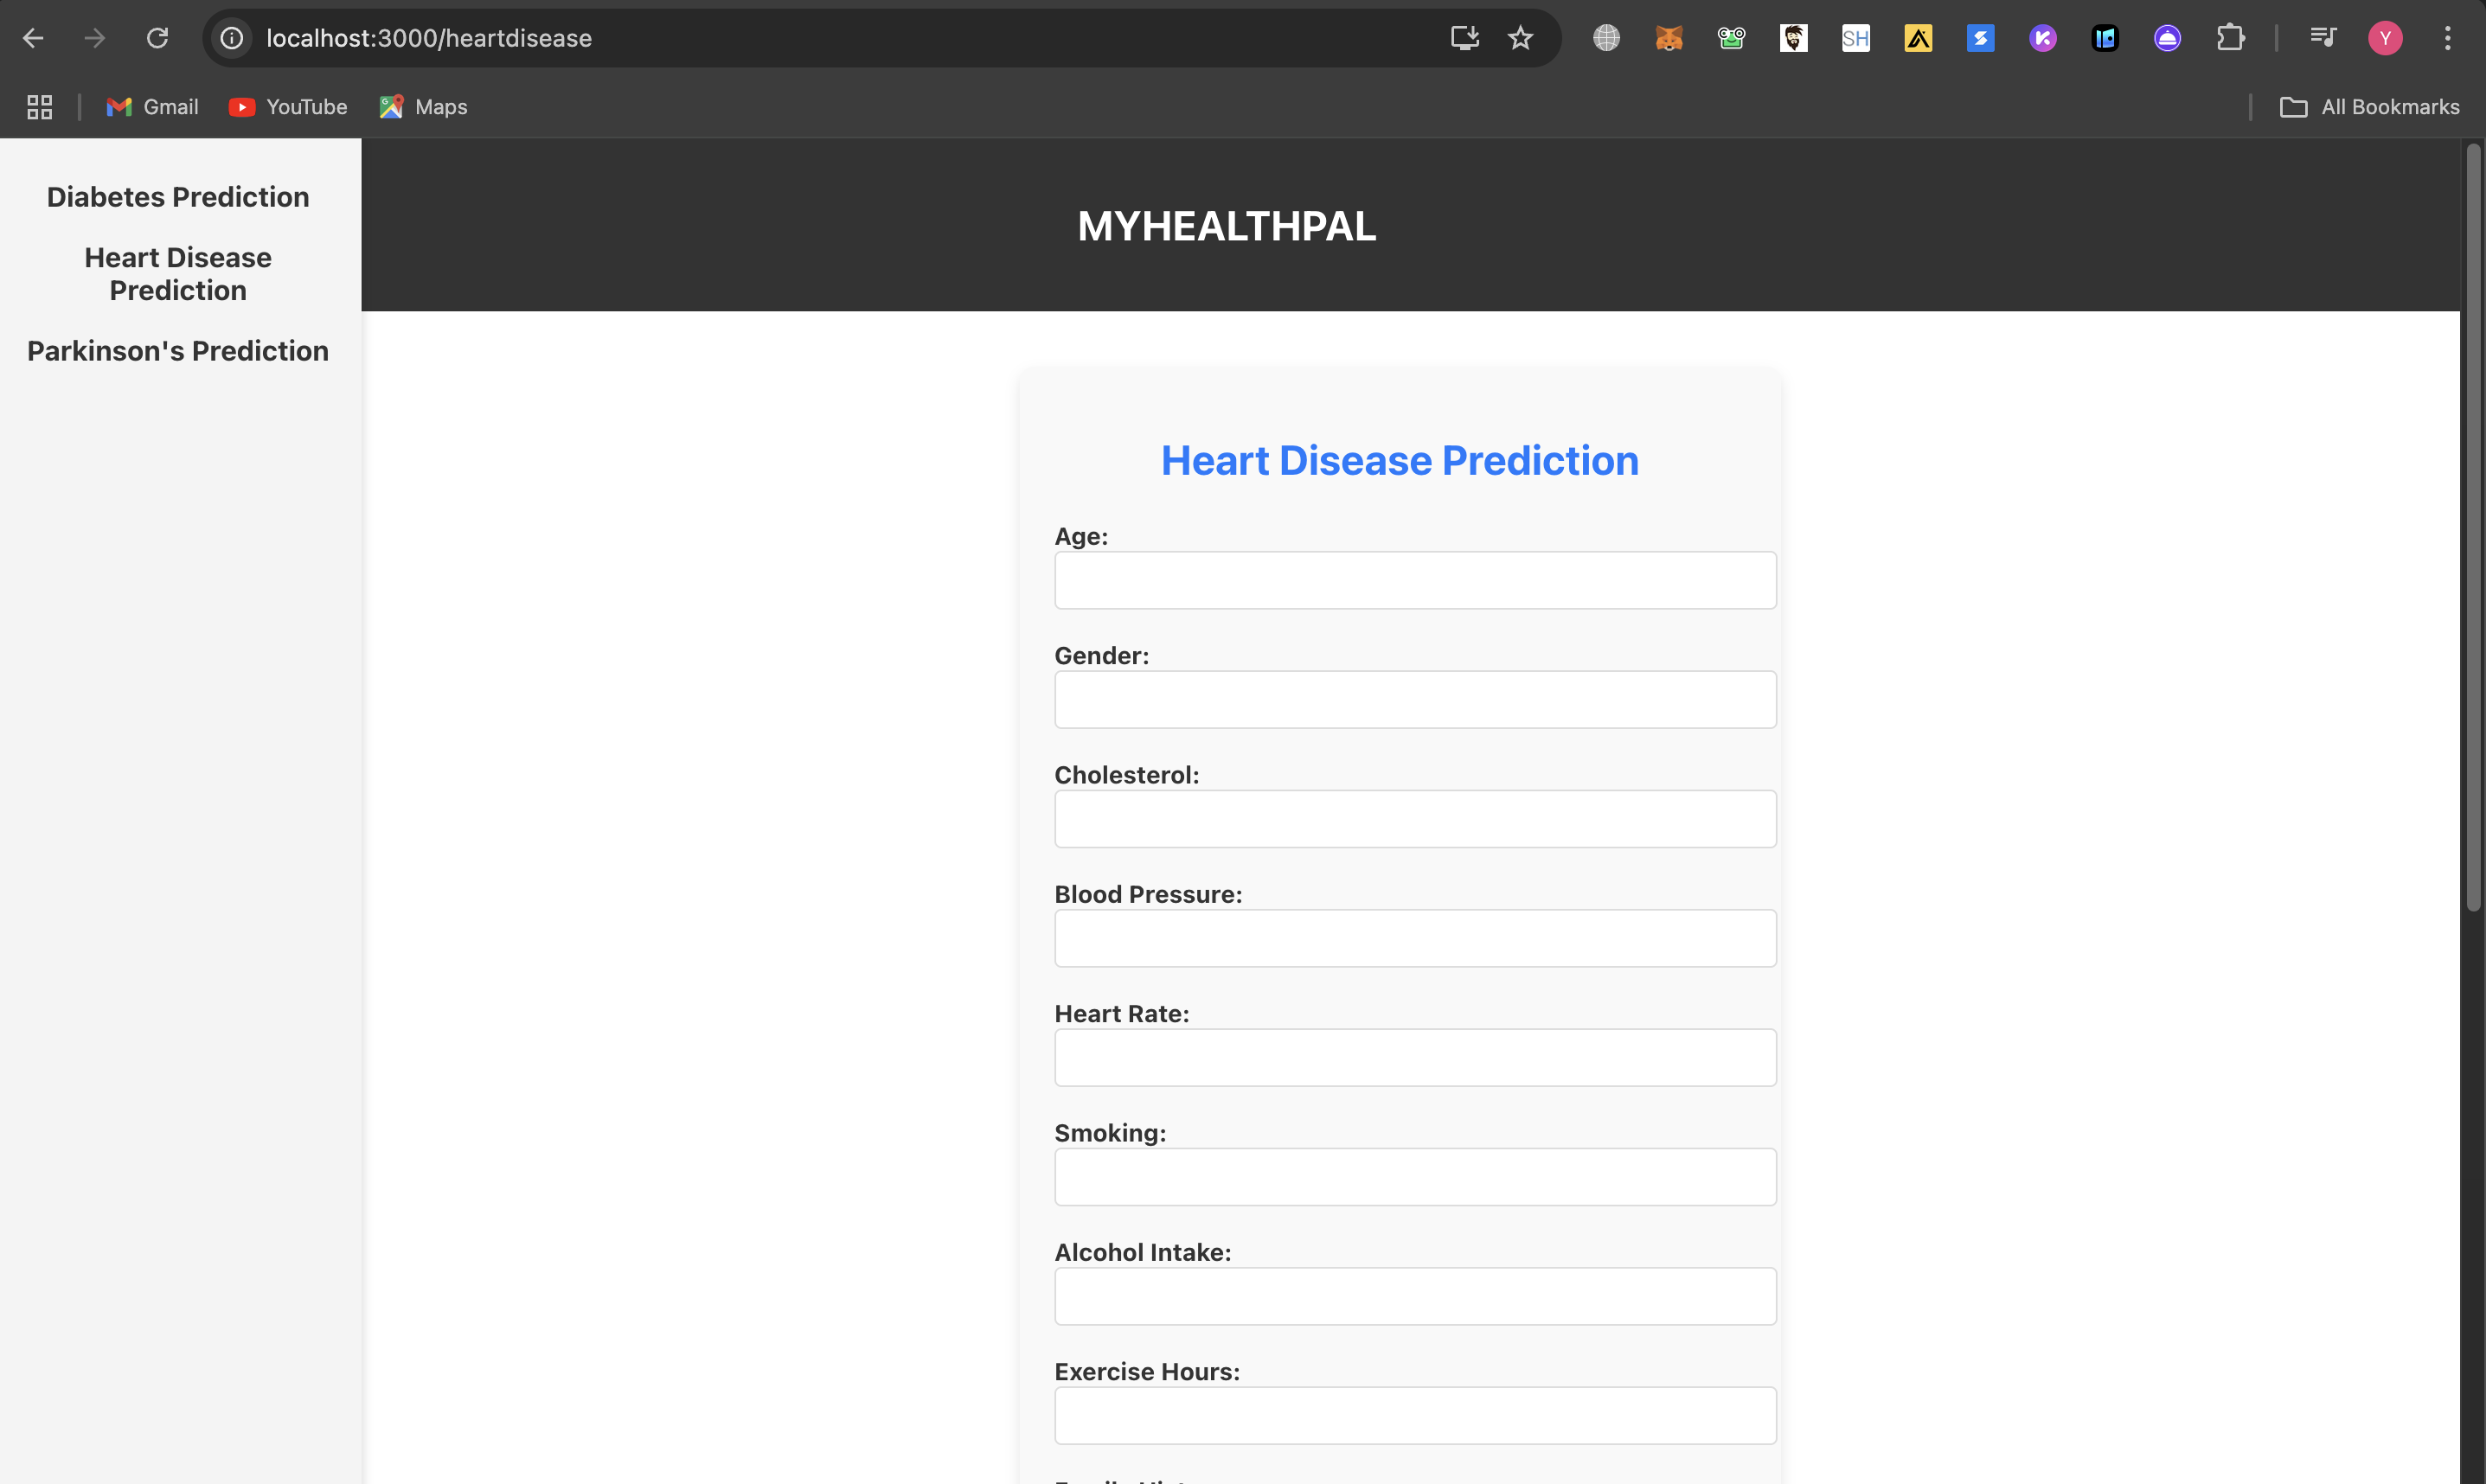 localhost:3000/heartdisease
SH
Y
Gmail
YouTube
Maps
All Bookmarks
Diabetes Prediction
Heart Disease
Prediction
Parkinson's Prediction
MYHEALTHPAL
Heart Disease Prediction
Age:
Gender:
Cholesterol:
Blood Pressure:
Heart Rate:
Smoking:
Alcohol Intake:
Exercise Hours: